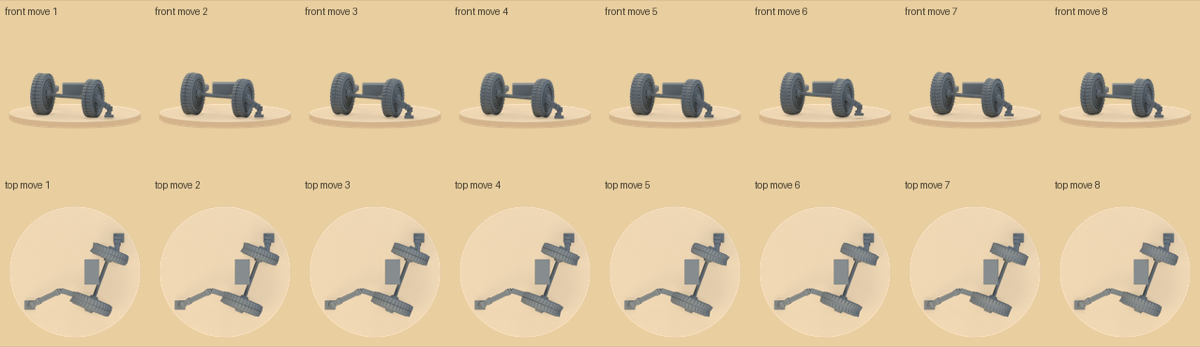 front move 1
front move 2
front move 3
front move 4
front move 5
front move 6
front move 7
front move 8
top move 1
top move 2
top move 3
top move 4
top move 5
top move 6
top move 7
top move 8